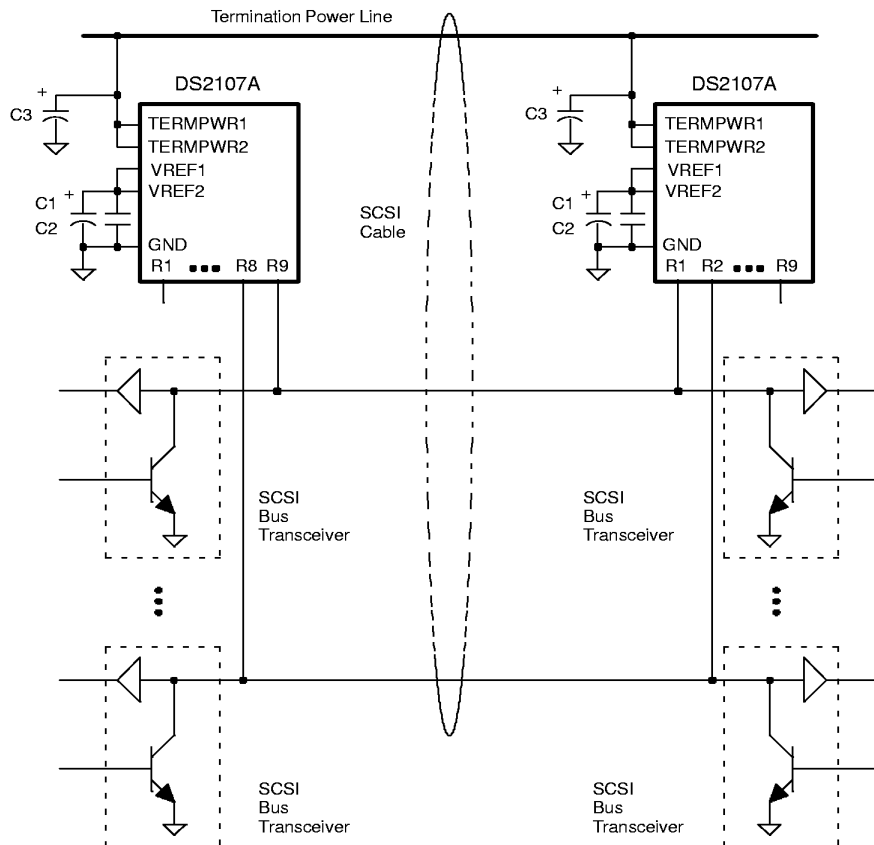 Termination Power Line
DS2107A
DS2107A
+
C3
TERMPWR1
TERMPWR2
VREF1
VREF2
+
C1
C2
GND
R1
R8
R9
+
C3
TERMPWR1
TERMPWR2
VREF1
VREF2
+
C1
C2
GND
R1
R2
R9
SCSI
Cable
SCSI
Bus
Transceiver
SCSI
Bus
Transceiver
SCSI
Bus
Transceiver
SCSI
Bus
Transceiver